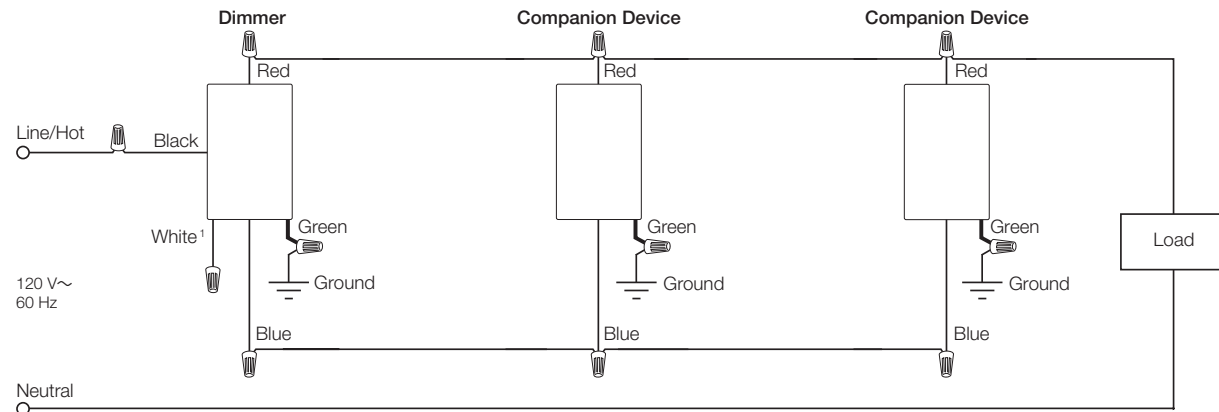 Dimmer
Companion Device
Companion Device
Red
Red
Red
Line/Hot
Black
White¹
Green
Green
Green
Load
120 V～
60 Hz
Ground
Ground
Ground
Blue
Blue
Blue
Neutral